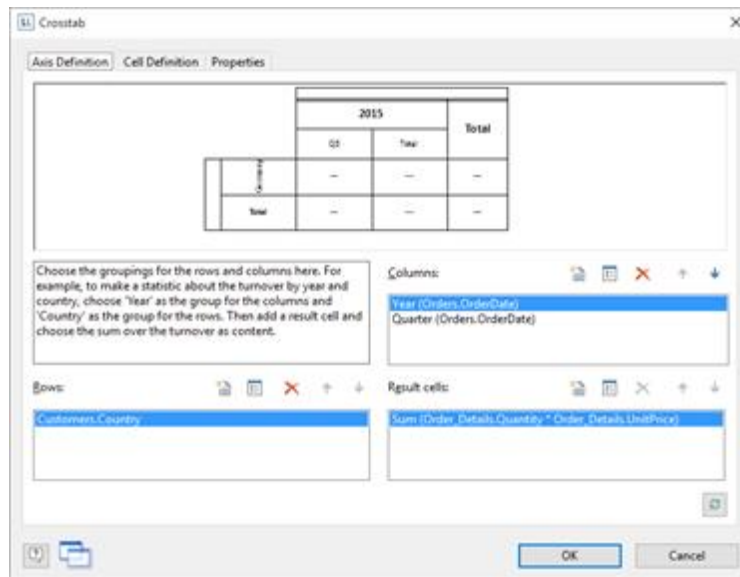 LL Crosstab
Axis Definition Cell Definition Properties
2015
Total
Q3 Total
Germany
Total
Choose the groupings for the rows and columns here. For
example, to make a statistic about the turnover by year and
country, choose 'Year' as the group for the columns and
'Country' as the group for the rows. Then add a result cell and
choose the sum over the turnover as content.
Columns:
Year (Orders.OrderDate)
Quarter (Orders.OrderDate)
Rows:
Customers.Country
Result cells:
Sum (Order_Details.Quantity * Order_Details.UnitPrice)
OK Cancel